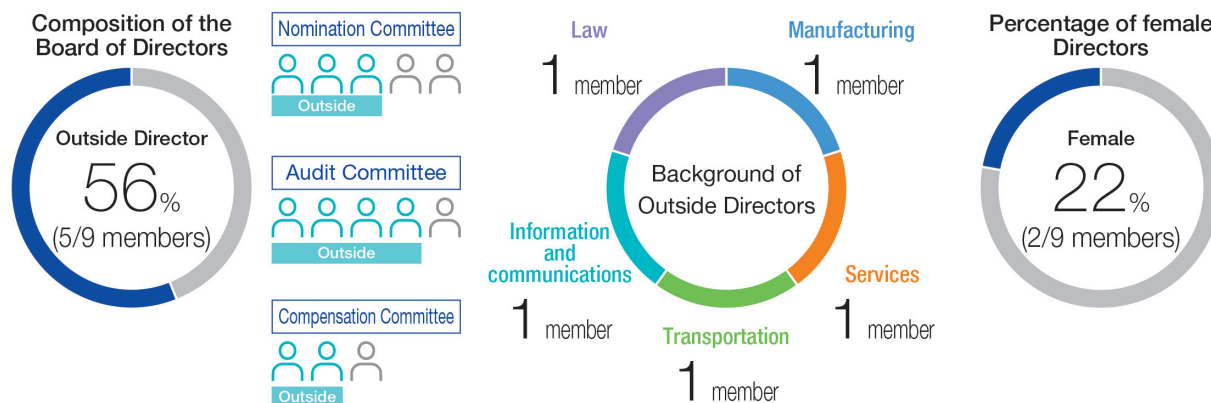 Composition of the
Board of Directors
Outside Director
56%
(5/9 members)
Nomination Committee
Outside
Audit Committee
Outside
Compensation Committee
Outside
Law
1 member
Manufacturing
1 member
Background of
Outside Directors
Information
and
communications
1 member
Services
1 member
Transportation
1 member
Percentage of female
Directors
Female
22%
(2/9 members)